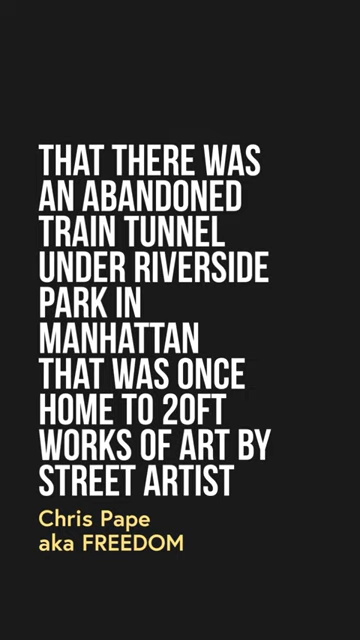 THAT THERE WAS
AN ABANDONED
TRAIN TUNNEL
UNDER RIVERSIDE
PARK IN
MANHATTAN
THAT WAS ONCE
HOME TO 20FT
WORKS OF ART BY
STREET ARTIST
Chris Pape
aka FREEDOM